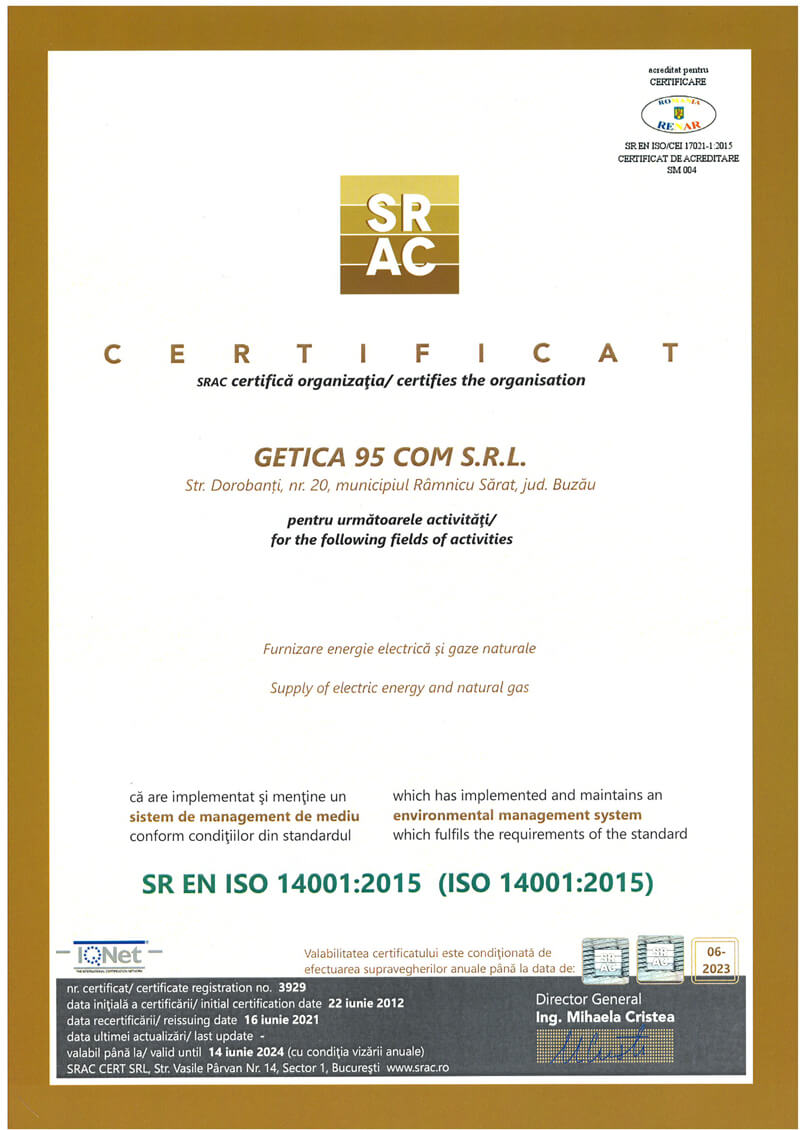 acreditat pentru
CERTIFICARE
ROMANIA
RENAR
SR EN ISO/CEI 17021-1:2015
CERTIFICAT DE ACREDITARE
SM 004
SR
AC
CERTIFICAT
SRAC certifică organizaţia/ certifies the organisation
GETICA 95 COM S.R.L.
Str. Dorobanți, nr. 20, municipiul Râmnicu Sărat, jud. Buzău
pentru următoarele activităţi/
for the following fields of activities
Furnizare energie electrică și gaze naturale
Supply of electric energy and natural gas
că are implementat şi menţine un
sistem de management de mediu
conform condiţiilor din standardul
which has implemented and maintains an
environmental management system
which fulfils the requirements of the standard
SR EN ISO 14001:2015 (ISO 14001:2015)
IQNet
THE INTERNATIONAL CERTIFICATION NETWORK
Valabilitatea certificatului este condiţionată de
efectuarea supravegherilor anuale până la data de:
SR
AC
SR
AC
06-
2023
nr. certificat/ certificate registration no. 3929
data iniţială a certificării/ initial certification date 22 iunie 2012
data recertificării/ reissuing date 16 iunie 2021
data ultimei actualizări/ last update -
valabil până la/ valid until 14 iunie 2024 (cu condiţia vizării anuale)
SRAC CERT SRL, Str. Vasile Pârvan Nr. 14, Sector 1, Bucureşti www.srac.ro
Director General
Ing. Mihaela Cristea